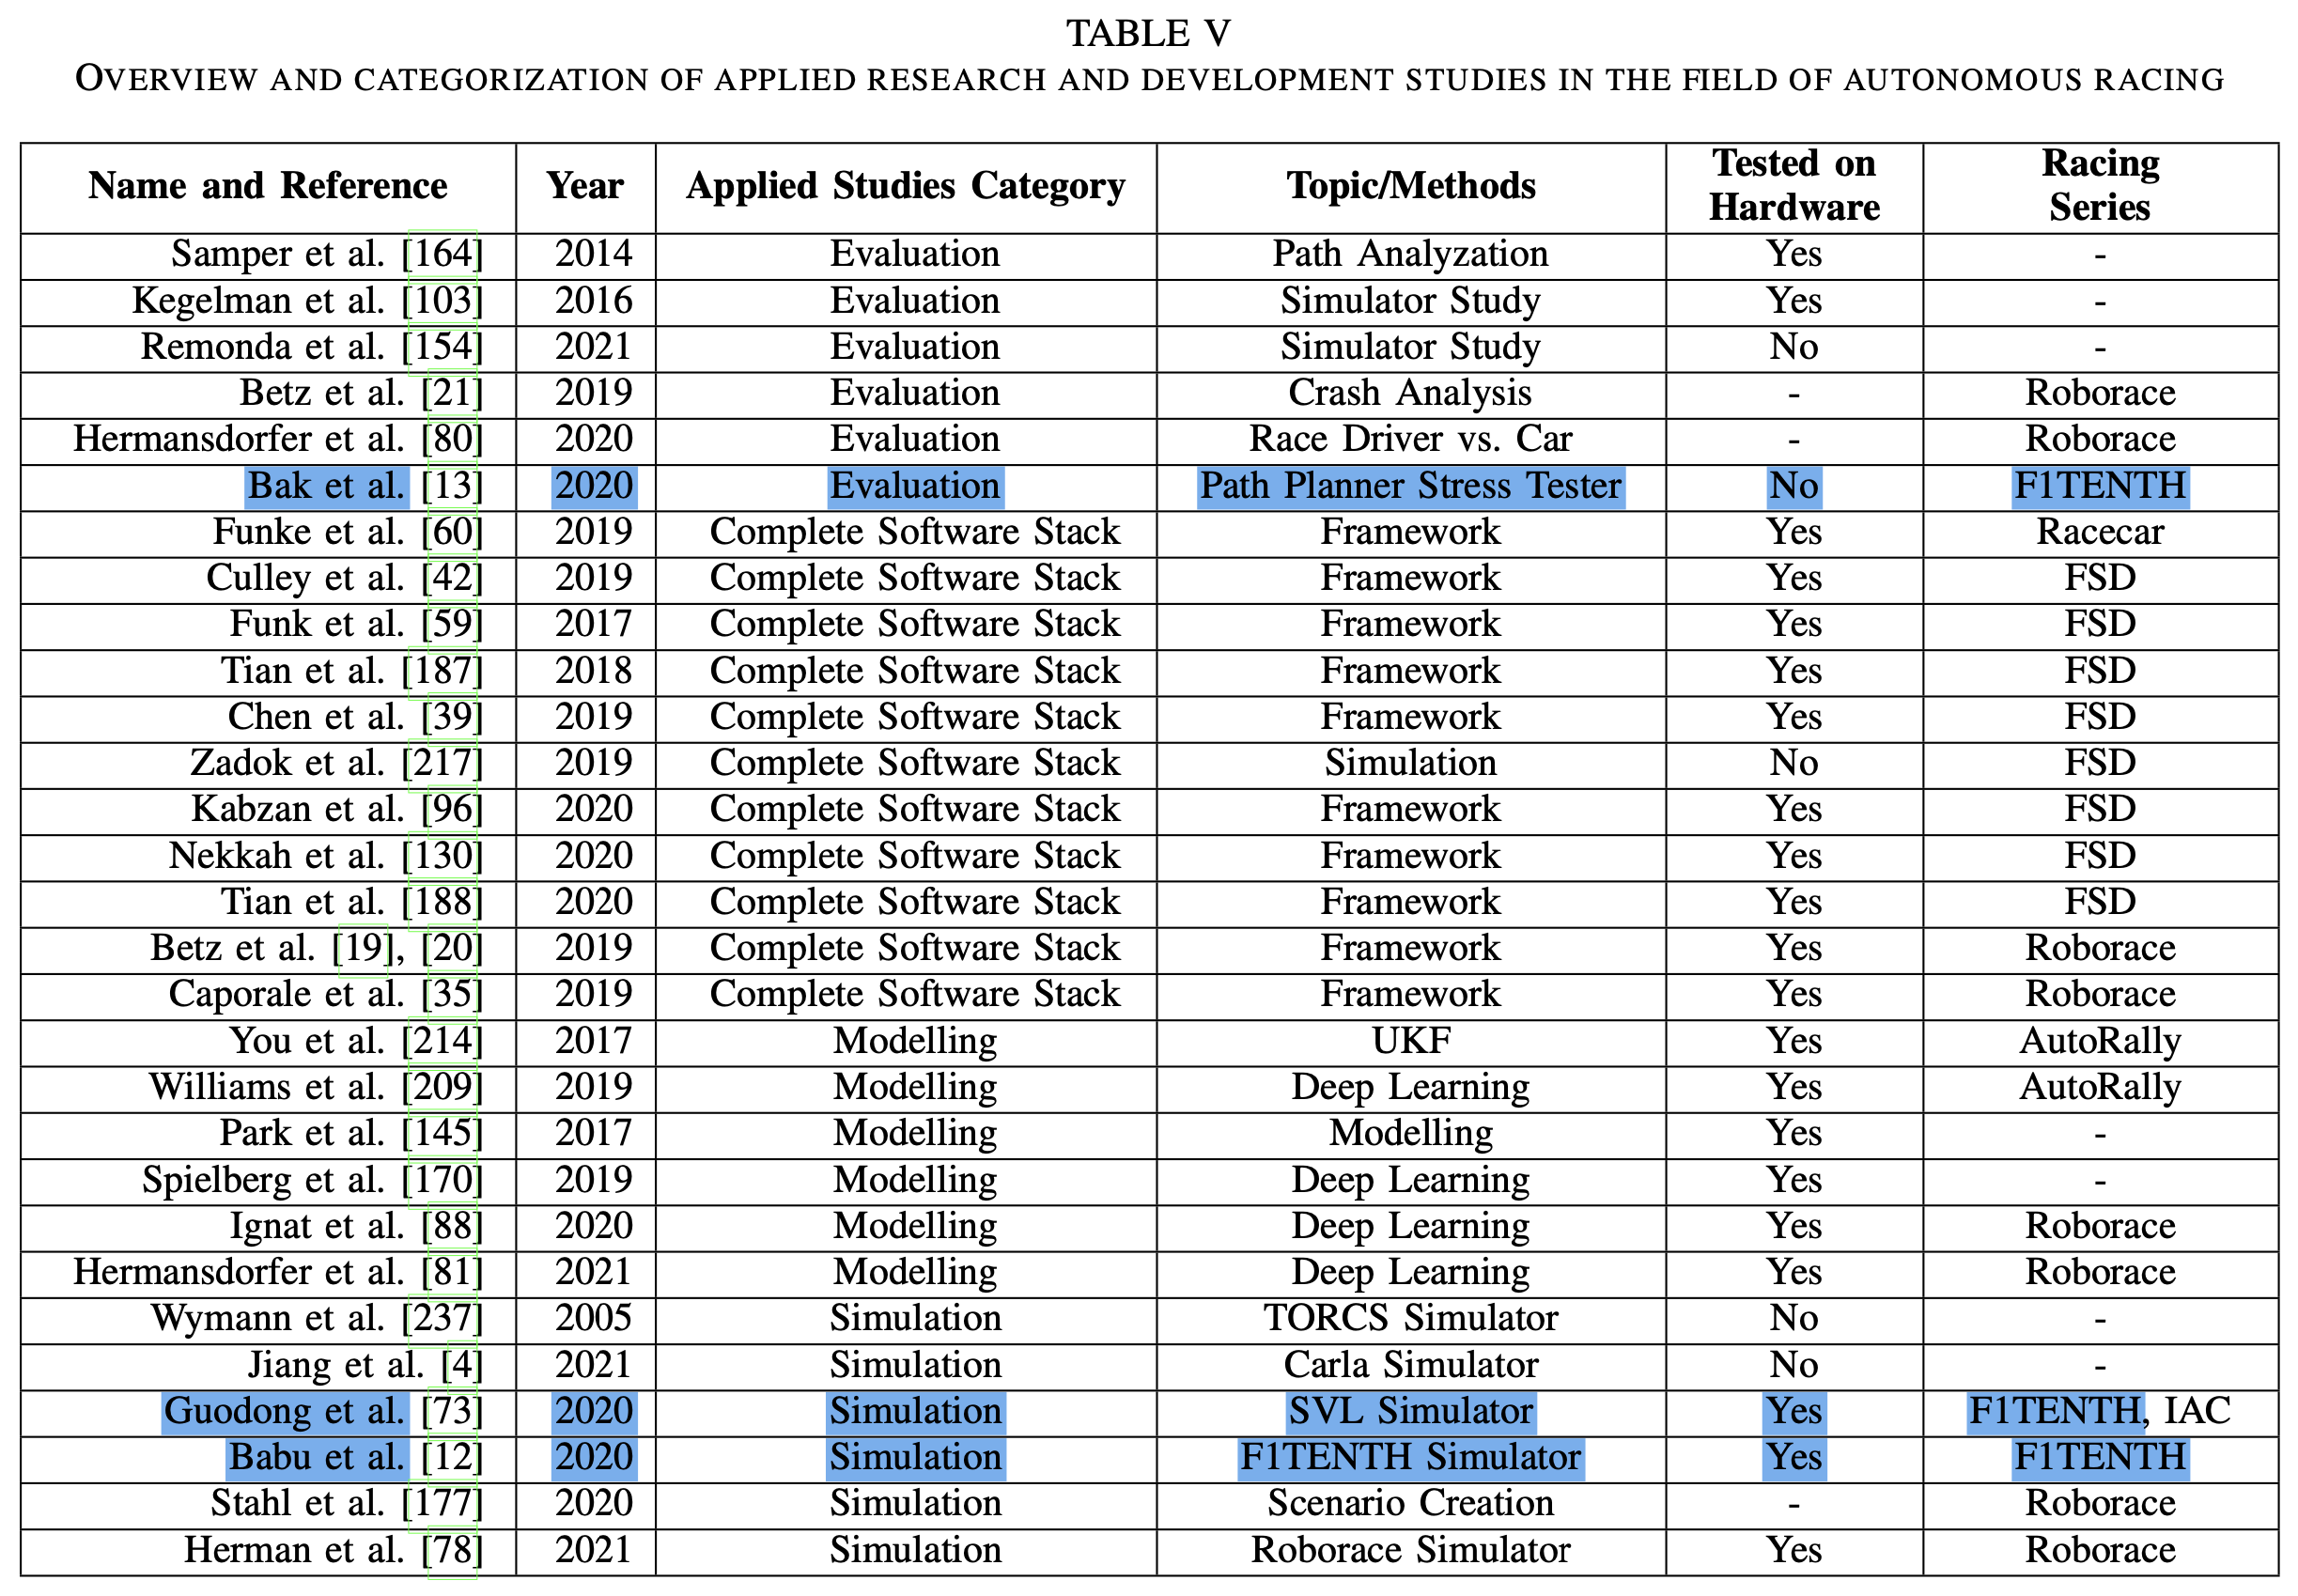 TABLE V
OVERVIEW AND CATEGORIZATION OF APPLIED RESEARCH AND DEVELOPMENT STUDIES IN THE FIELD OF AUTONOMOUS RACING
Name and Reference Year Applied Studies Category Topic/Methods Tested on Hardware Racing Series
Samper et al. [164] 2014 Evaluation Path Analyzation Yes -
Kegelman et al. [103] 2016 Evaluation Simulator Study Yes -
Remonda et al. [154] 2021 Evaluation Simulator Study No -
Betz et al. [21] 2019 Evaluation Crash Analysis - Roborace
Hermansdorfer et al. [80] 2020 Evaluation Race Driver vs. Car - Roborace
Bak et al. [13] 2020 Evaluation Path Planner Stress Tester No F1TENTH
Funke et al. [60] 2019 Complete Software Stack Framework Yes Racecar
Culley et al. [42] 2019 Complete Software Stack Framework Yes FSD
Funk et al. [59] 2017 Complete Software Stack Framework Yes FSD
Tian et al. [187] 2018 Complete Software Stack Framework Yes FSD
Chen et al. [39] 2019 Complete Software Stack Framework Yes FSD
Zadok et al. [217] 2019 Complete Software Stack Simulation No FSD
Kabzan et al. [96] 2020 Complete Software Stack Framework Yes FSD
Nekkah et al. [130] 2020 Complete Software Stack Framework Yes FSD
Tian et al. [188] 2020 Complete Software Stack Framework Yes FSD
Betz et al. [19], [20] 2019 Complete Software Stack Framework Yes Roborace
Caporale et al. [35] 2019 Complete Software Stack Framework Yes Roborace
You et al. [214] 2017 Modelling UKF Yes AutoRally
Williams et al. [209] 2019 Modelling Deep Learning Yes AutoRally
Park et al. [145] 2017 Modelling Modelling Yes -
Spielberg et al. [170] 2019 Modelling Deep Learning Yes -
Ignat et al. [88] 2020 Modelling Deep Learning Yes Roborace
Hermansdorfer et al. [81] 2021 Modelling Deep Learning Yes Roborace
Wymann et al. [237] 2005 Simulation TORCS Simulator No -
Jiang et al. [4] 2021 Simulation Carla Simulator No -
Guodong et al. [73] 2020 Simulation SVL Simulator Yes F1TENTH, IAC
Babu et al. [12] 2020 Simulation F1TENTH Simulator Yes F1TENTH
Stahl et al. [177] 2020 Simulation Scenario Creation - Roborace
Herman et al. [78] 2021 Simulation Roborace Simulator Yes Roborace